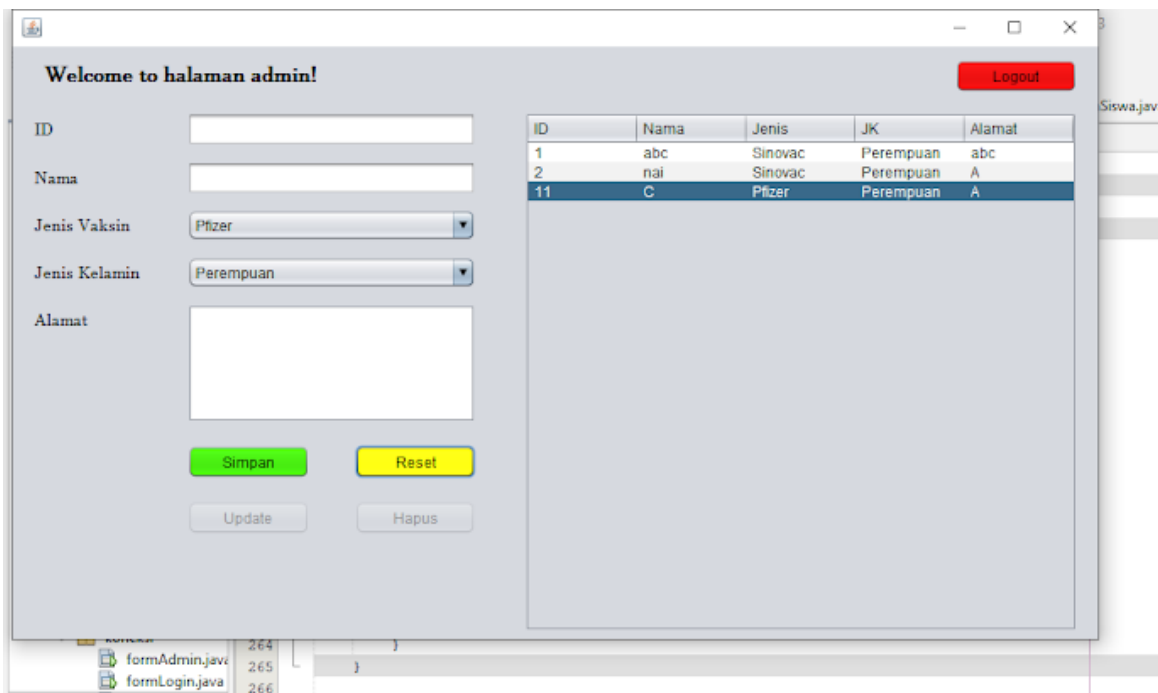 Welcome to halaman admin!
Logout
ID
Nama
Jenis Vaksin
Pfizer
Jenis Kelamin
Perempuan
Alamat
Simpan
Reset
Update
Hapus
ID Nama Jenis JK Alamat
1 abc Sinovac Perempuan abc
2 nai Sinovac Perempuan A
11 C Pfizer Perempuan A
3
Siswa.jav
264 }
formAdmin.java 265 }
formLogin.java 266